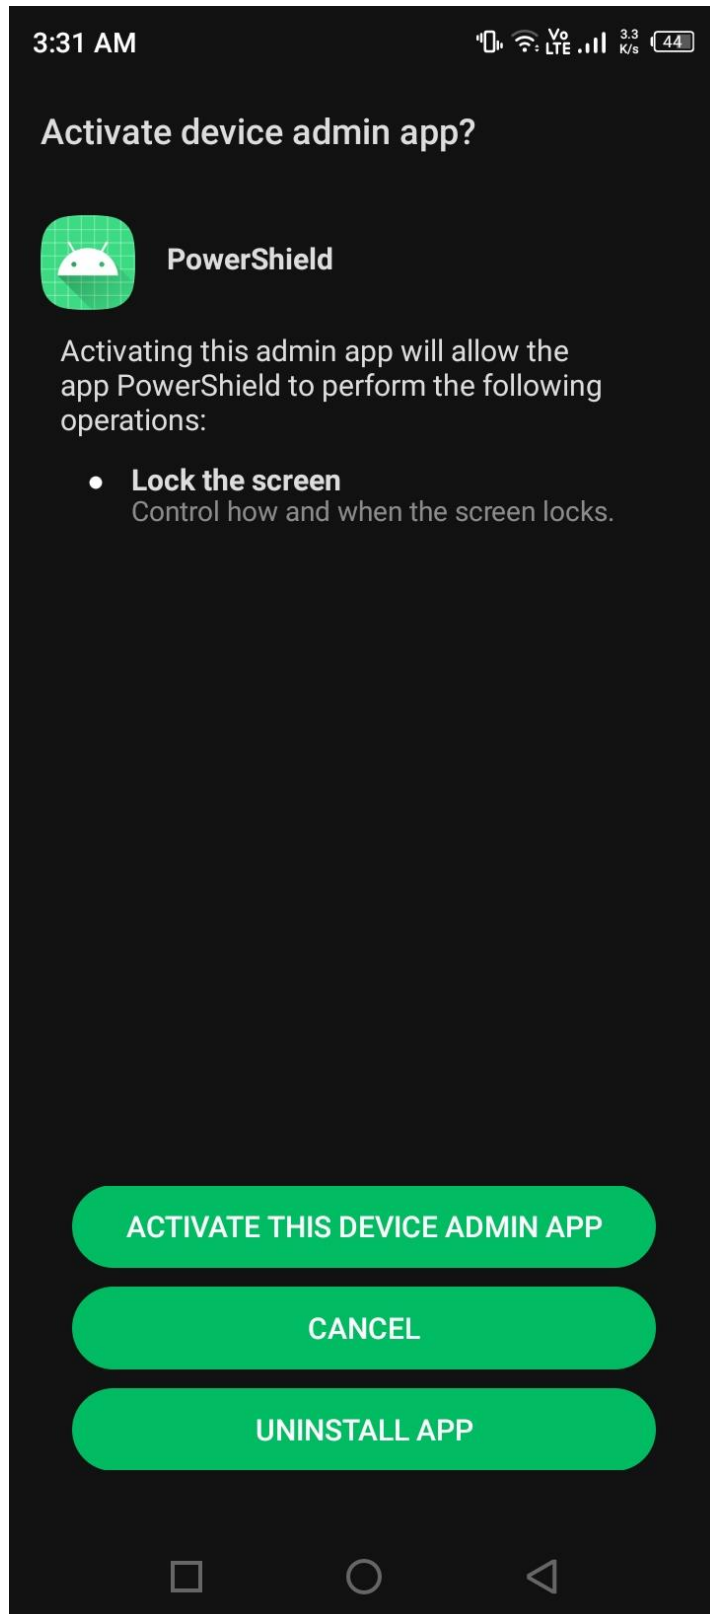 3:31 AM Vo LTE 3.3 K/s 44
Activate device admin app?
PowerShield
Activating this admin app will allow the
app PowerShield to perform the following
operations:
● Lock the screen
Control how and when the screen locks.
ACTIVATE THIS DEVICE ADMIN APP
CANCEL
UNINSTALL APP